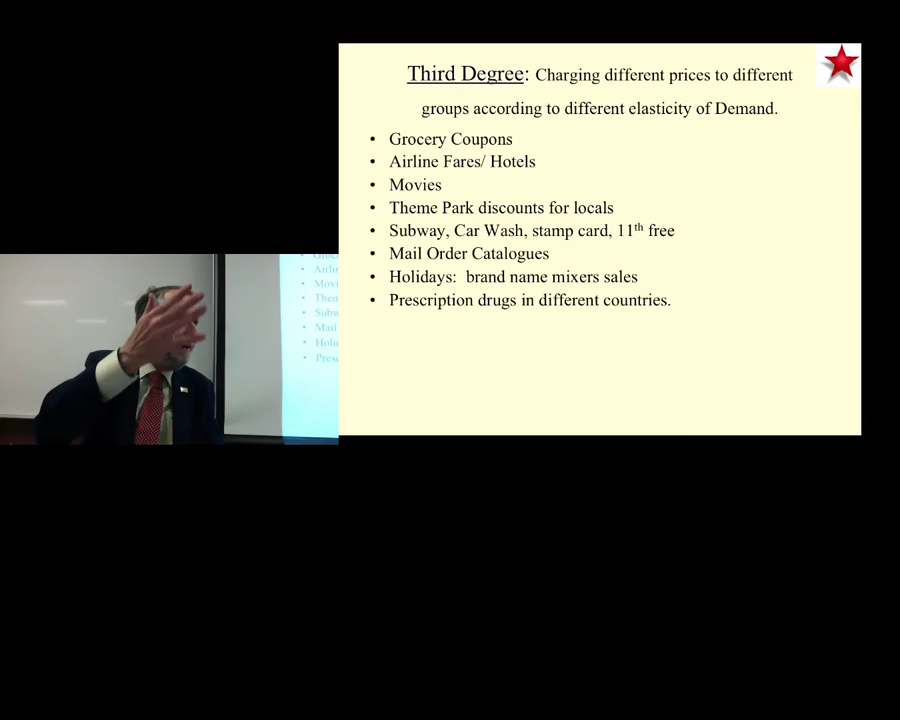 Third Degree: Charging different prices to different
groups according to different elasticity of Demand.
• Grocery Coupons
• Airline Fares/ Hotels
• Movies
• Theme Park discounts for locals
• Subway, Car Wash, stamp card, 11th free
• Mail Order Catalogues
• Holidays: brand name mixers sales
• Prescription drugs in different countries.